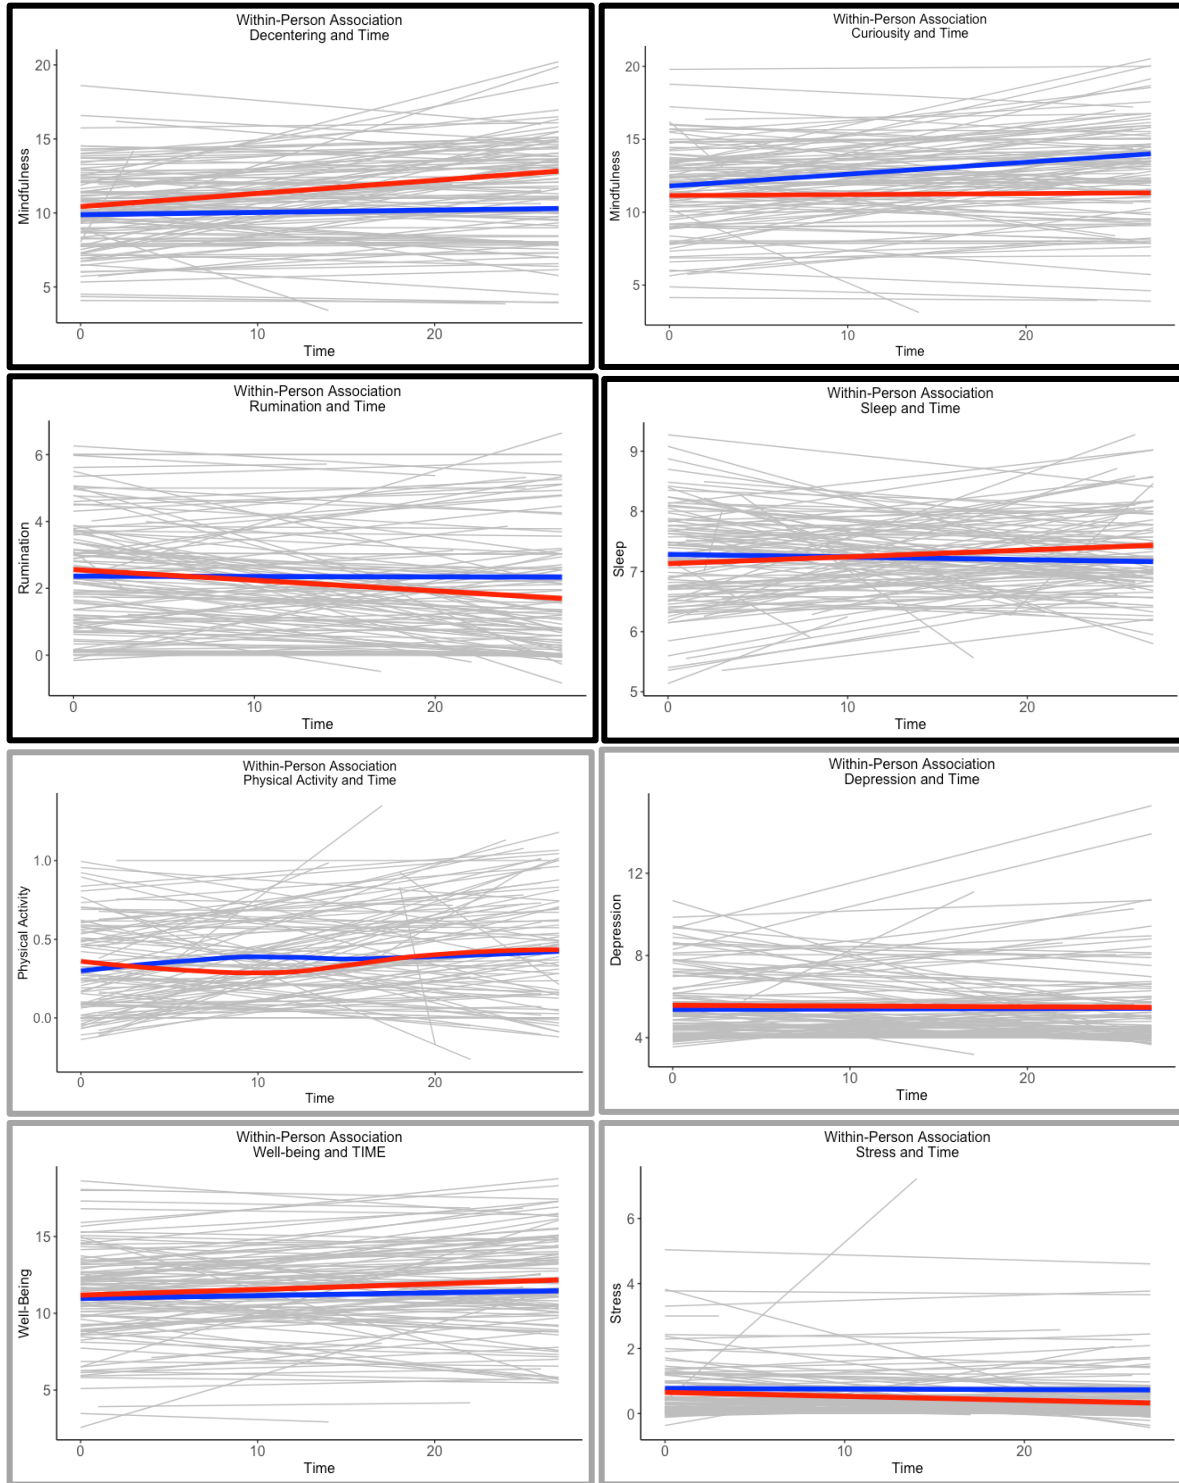 Within-Person Association
Decentering and Time
Mindfulness
20
15
10
5
0
10
20
Time
Within-Person Association
Curiousity and Time
Mindfulness
20
15
10
5
0
10
20
Time
Within-Person Association
Rumination and Time
Rumination
6
4
2
0
0
10
20
Time
Within-Person Association
Sleep and Time
Sleep
9
8
7
6
5
0
10
20
Time
Within-Person Association
Physical Activity and Time
Physical Activity
1.0
0.5
0.0
0
10
20
Time
Within-Person Association
Depression and Time
Depression
12
8
4
0
10
20
Time
Within-Person Association
Well-being and TIME
Well-Being
15
10
5
0
10
20
Time
Within-Person Association
Stress and Time
Stress
6
4
2
0
0
10
20
Time